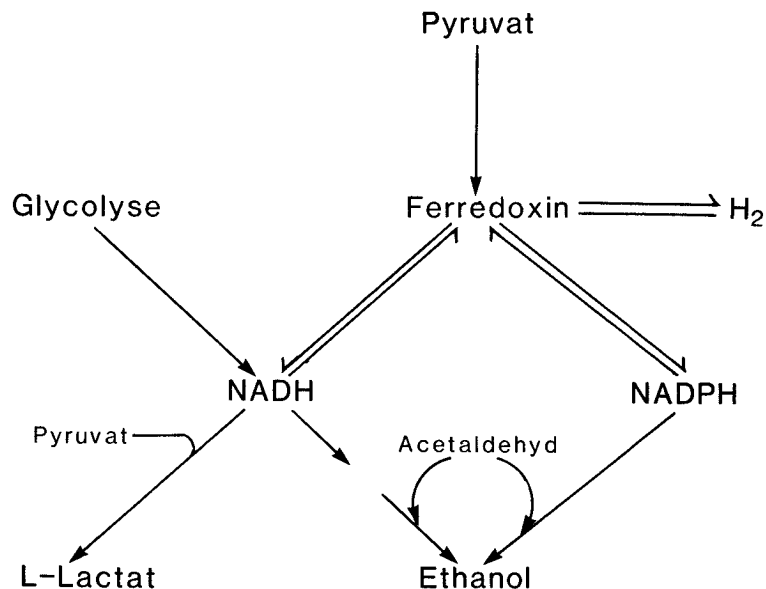 Pyruvat
Glycolyse
Ferredoxin
H₂
NADH
NADPH
Pyruvat
Acetaldehyd
L-Lactat
Ethanol